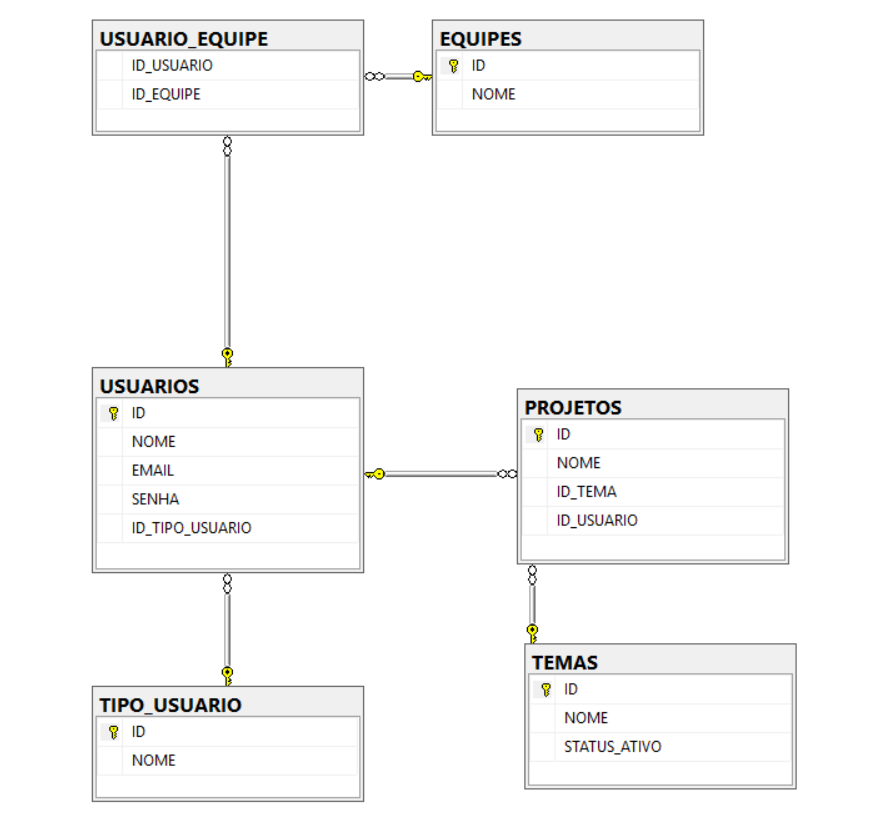 USUARIO_EQUIPE
ID_USUARIO
ID_EQUIPE
EQUIPES
ID
NOME
USUARIOS
ID
NOME
EMAIL
SENHA
ID_TIPO_USUARIO
PROJETOS
ID
NOME
ID_TEMA
ID_USUARIO
TIPO_USUARIO
ID
NOME
TEMAS
ID
NOME
STATUS_ATIVO